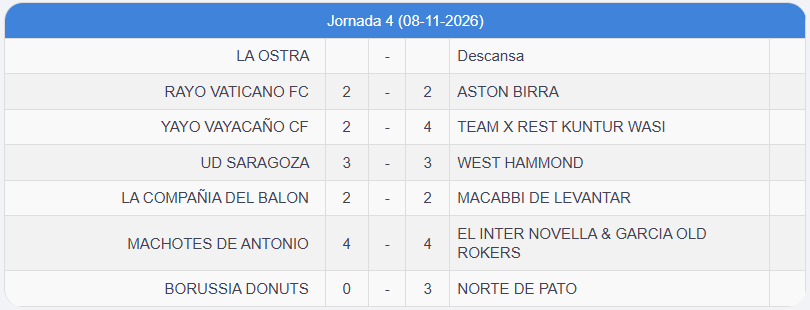 Jornada 4 (08-11-2026)
LA OSTRA - Descansa
RAYO VATICANO FC 2 - 2 ASTON BIRRA
YAYO VAYACAÑO CF 2 - 4 TEAM X REST KUNTUR WASI
UD SARAGOZA 3 - 3 WEST HAMMOND
LA COMPAÑIA DEL BALON 2 - 2 MACABBI DE LEVANTAR
MACHOTES DE ANTONIO 4 - 4 EL INTER NOVELLA & GARCIA OLD
ROKERS
BORUSSIA DONUTS 0 - 3 NORTE DE PATO